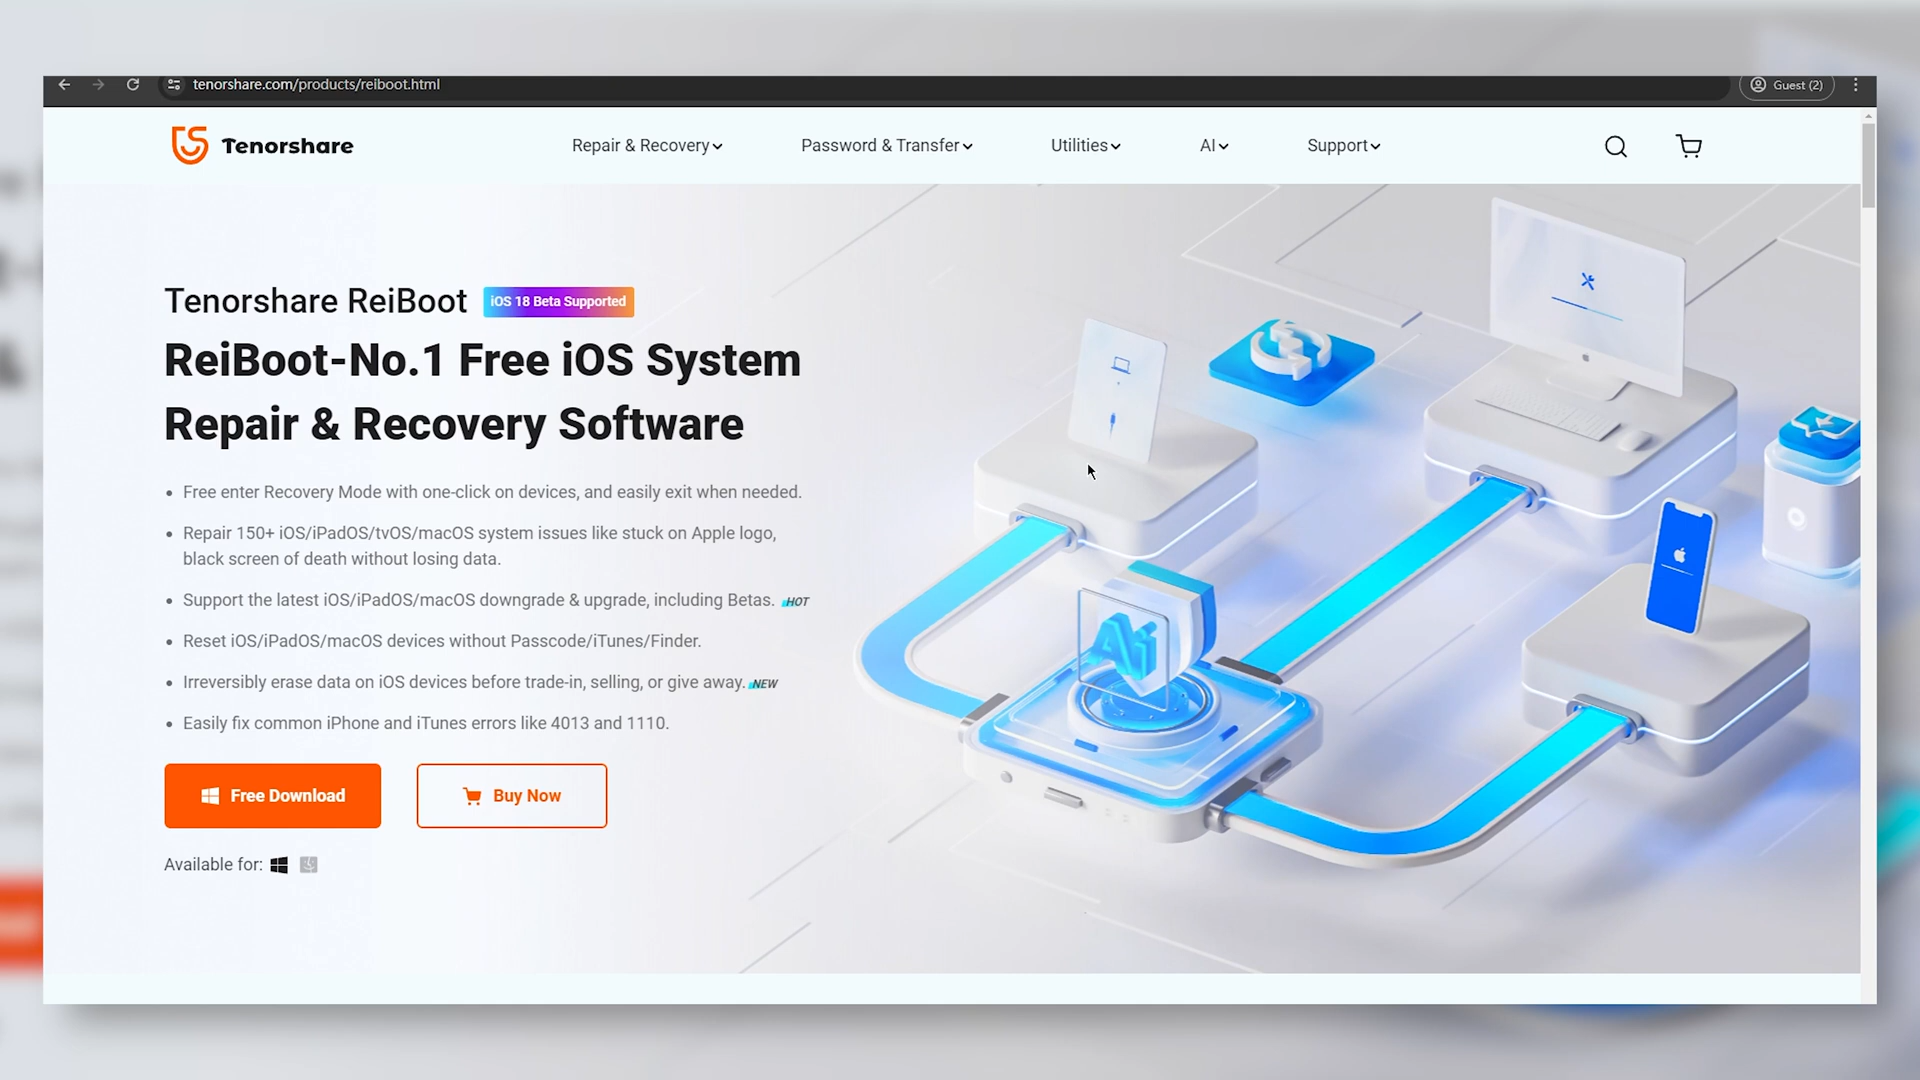 tenorshare.com/products/reiboot.html
Guest (2)
Tenorshare
Repair & Recovery
Password & Transfer
Utilities
AI
Support
Tenorshare ReiBoot
iOS 18 Beta Supported
ReiBoot-No.1 Free iOS System
Repair & Recovery Software
Free enter Recovery Mode with one-click on devices, and easily exit when needed.
Repair 150+ iOS/iPadOS/tvOS/macOS system issues like stuck on Apple logo,
black screen of death without losing data.
Support the latest iOS/iPadOS/macOS downgrade & upgrade, including Betas. HOT
Reset iOS/iPadOS/macOS devices without Passcode/iTunes/Finder.
Irreversibly erase data on iOS devices before trade-in, selling, or give away. NEW
Easily fix common iPhone and iTunes errors like 4013 and 1110.
Free Download
Buy Now
Available for:
Ai